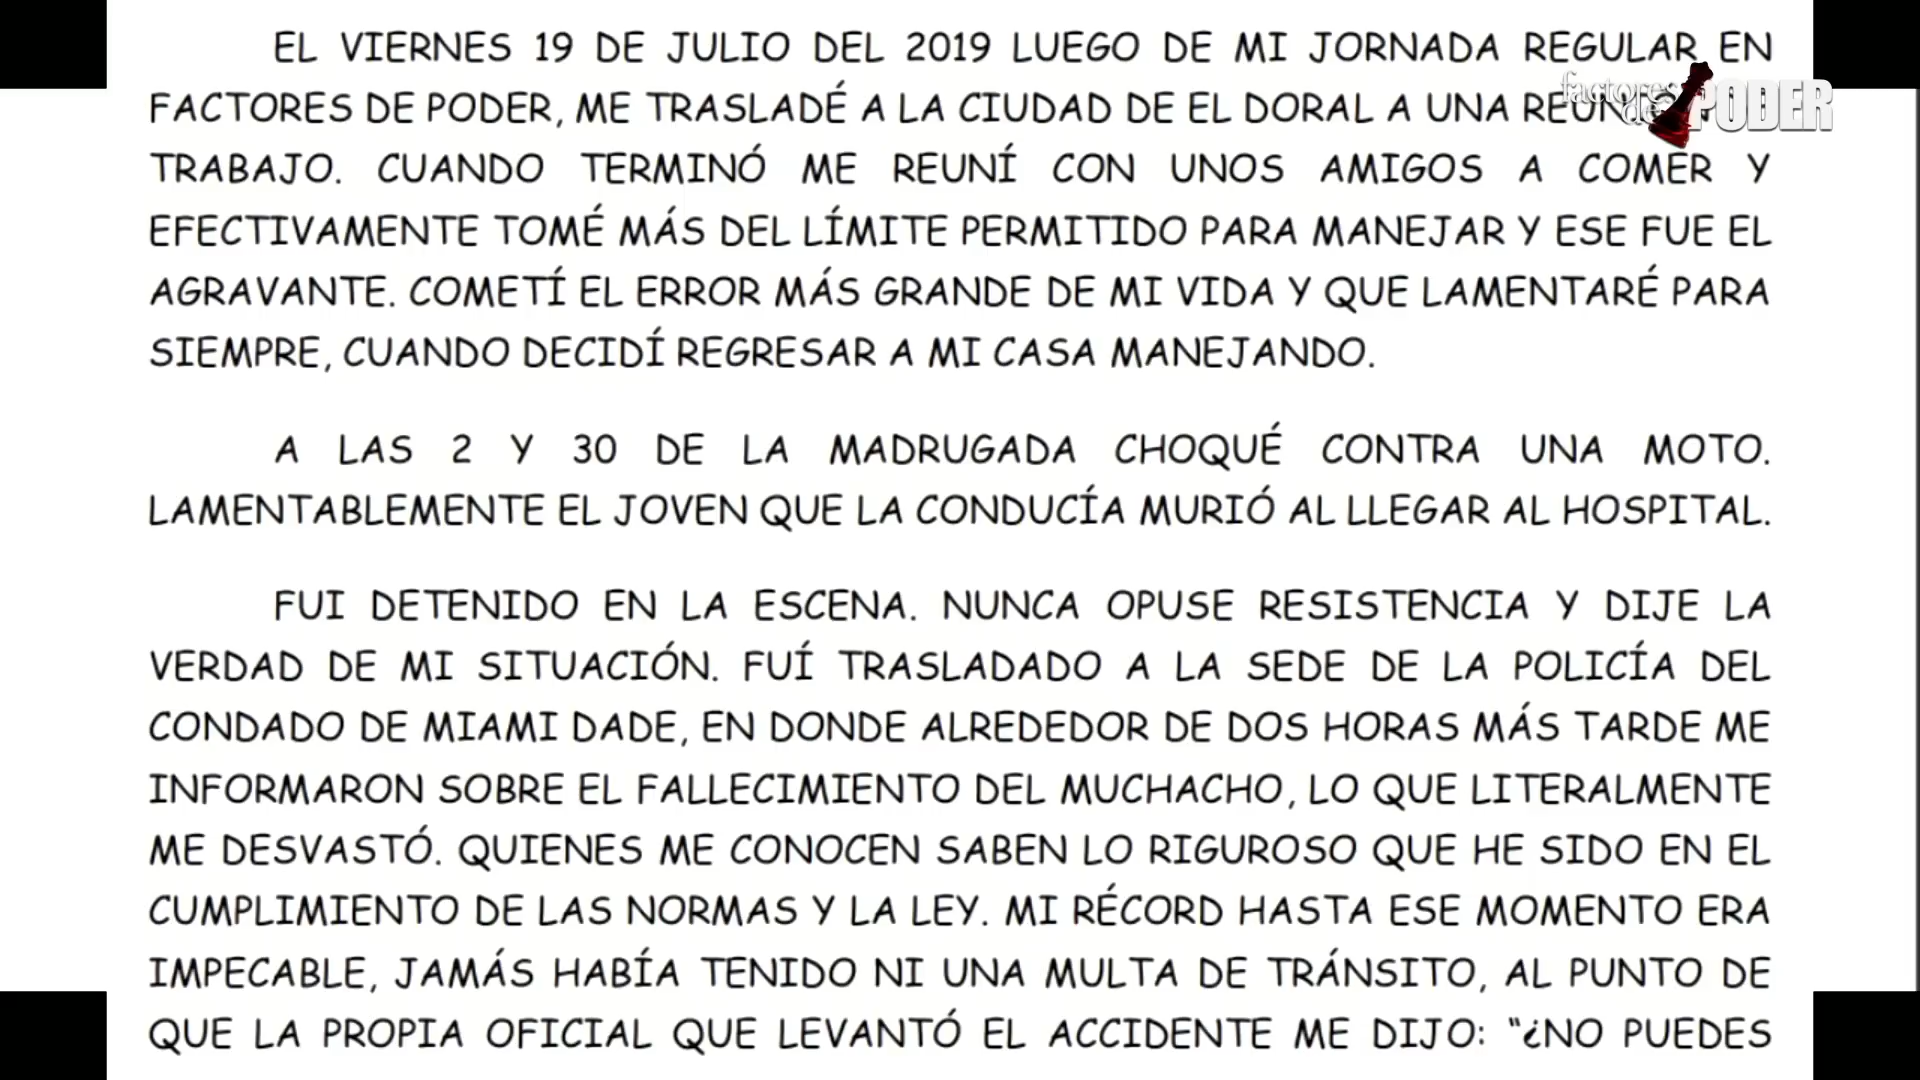 EL VIERNES 19 DE JULIO DEL 2019 LUEGO DE MI JORNADA REGULAR EN
FACTORES DE PODER, ME TRASLADÉ A LA CIUDAD DE EL DORAL A UNA
factores de PODER
TRABAJO. CUANDO TERMINÓ ME REUNÍ CON UNOS AMIGOS A COMER Y
EFECTIVAMENTE TOMÉ MÁS DEL LÍMITE PERMITIDO PARA MANEJAR Y ESE FUE EL
AGRAVANTE. COMETÍ EL ERROR MÁS GRANDE DE MI VIDA Y QUE LAMENTARÉ PARA
SIEMPRE, CUANDO DECIDÍ REGRESAR A MI CASA MANEJANDO.
A LAS 2 Y 30 DE LA MADRUGADA CHOQUÉ CONTRA UNA MOTO.
LAMENTABLEMENTE EL JOVEN QUE LA CONDUCÍA MURIÓ AL LLEGAR AL HOSPITAL.
FUI DETENIDO EN LA ESCENA. NUNCA OPUSE RESISTENCIA Y DIJE LA
VERDAD DE MI SITUACIÓN. FUÍ TRASLADADO A LA SEDE DE LA POLICÍA DEL
CONDADO DE MIAMI DADE, EN DONDE ALREDEDOR DE DOS HORAS MÁS TARDE ME
INFORMARON SOBRE EL FALLECIMIENTO DEL MUCHACHO, LO QUE LITERALMENTE
ME DESVASTÓ. QUIENES ME CONOCEN SABEN LO RIGUROSO QUE HE SIDO EN EL
CUMPLIMIENTO DE LAS NORMAS Y LA LEY. MI RÉCORD HASTA ESE MOMENTO ERA
IMPECABLE, JAMÁS HABÍA TENIDO NI UNA MULTA DE TRÁNSITO, AL PUNTO DE
QUE LA PROPIA OFICIAL QUE LEVANTÓ EL ACCIDENTE ME DIJO: “¿NO PUEDES